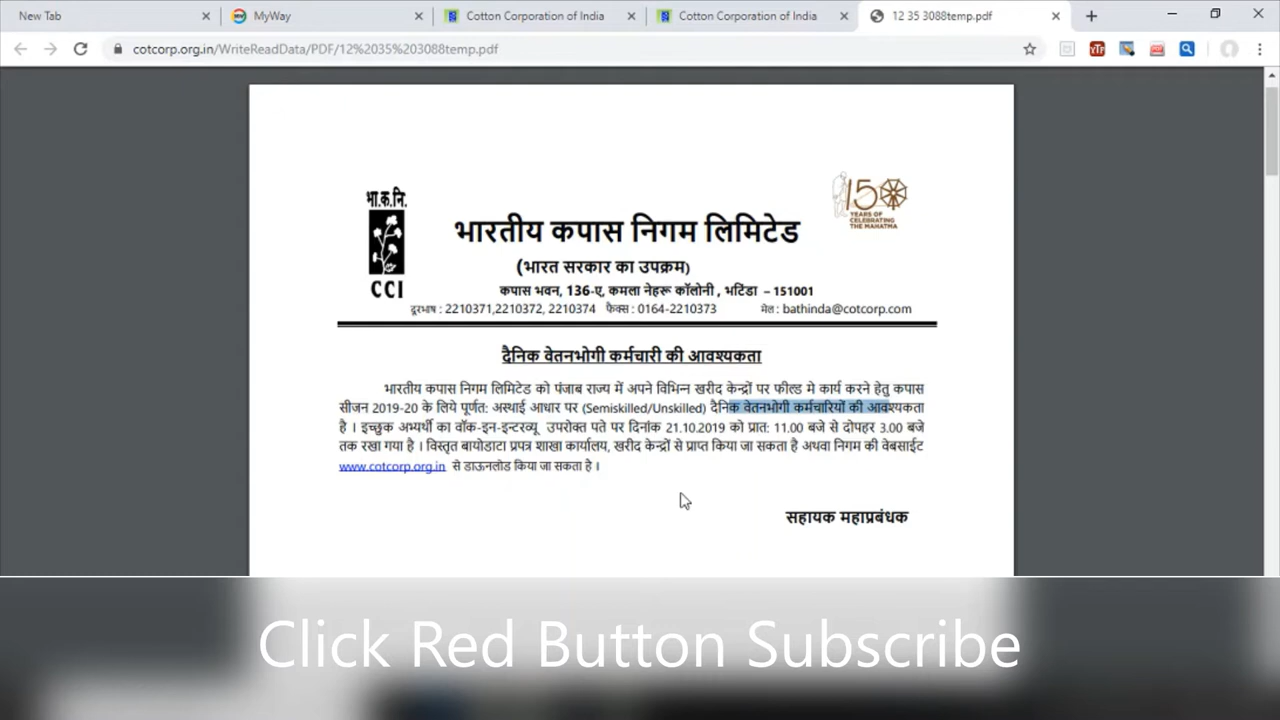 New Tab
MyWay
Cotton Corporation of India
Cotton Corporation of India
12 35 3088temp.pdf
cotcorp.org.in/WriteReadData/PDF/12%2035%203088temp.pdf
भा.क.नि.
CCI
150
YEARS OF
CELEBRATING
THE MAHATMA
भारतीय कपास निगम लिमिटेड
(भारत सरकार का उपक्रम)
कपास भवन, 136-ए, कमला नेहरू कॉलोनी , भटिंडा – 151001
दूरभाष : 2210371,2210372, 2210374 फैक्स : 0164-2210373 मेल : bathinda@cotcorp.com
दैनिक वेतनभोगी कर्मचारी की आवश्यकता
भारतीय कपास निगम लिमिटेड को पंजाब राज्य में अपने विभिन्न खरीद केन्द्रों पर फील्ड मे कार्य करने हेतु कपास
सीजन 2019-20 के लिये पूर्णत: अस्थाई आधार पर (Semiskilled/Unskilled) दैनिक वेतनभोगी कर्मचारियों की आवश्यकता
है । इच्छुक अभ्यर्थी का वॉक-इन-इन्टरव्यू उपरोक्त पते पर दिनांक 21.10.2019 को प्रात: 11.00 बजे से दोपहर 3.00 बजे
तक रखा गया है । विस्तृत बायोडाटा प्रपत्र शाखा कार्यालय, खरीद केन्द्रों से प्राप्त किया जा सकता है अथवा निगम की वेबसाईट
www.cotcorp.org.in से डाऊनलोड किया जा सकता है ।
सहायक महाप्रबंधक
Click Red Button Subscribe